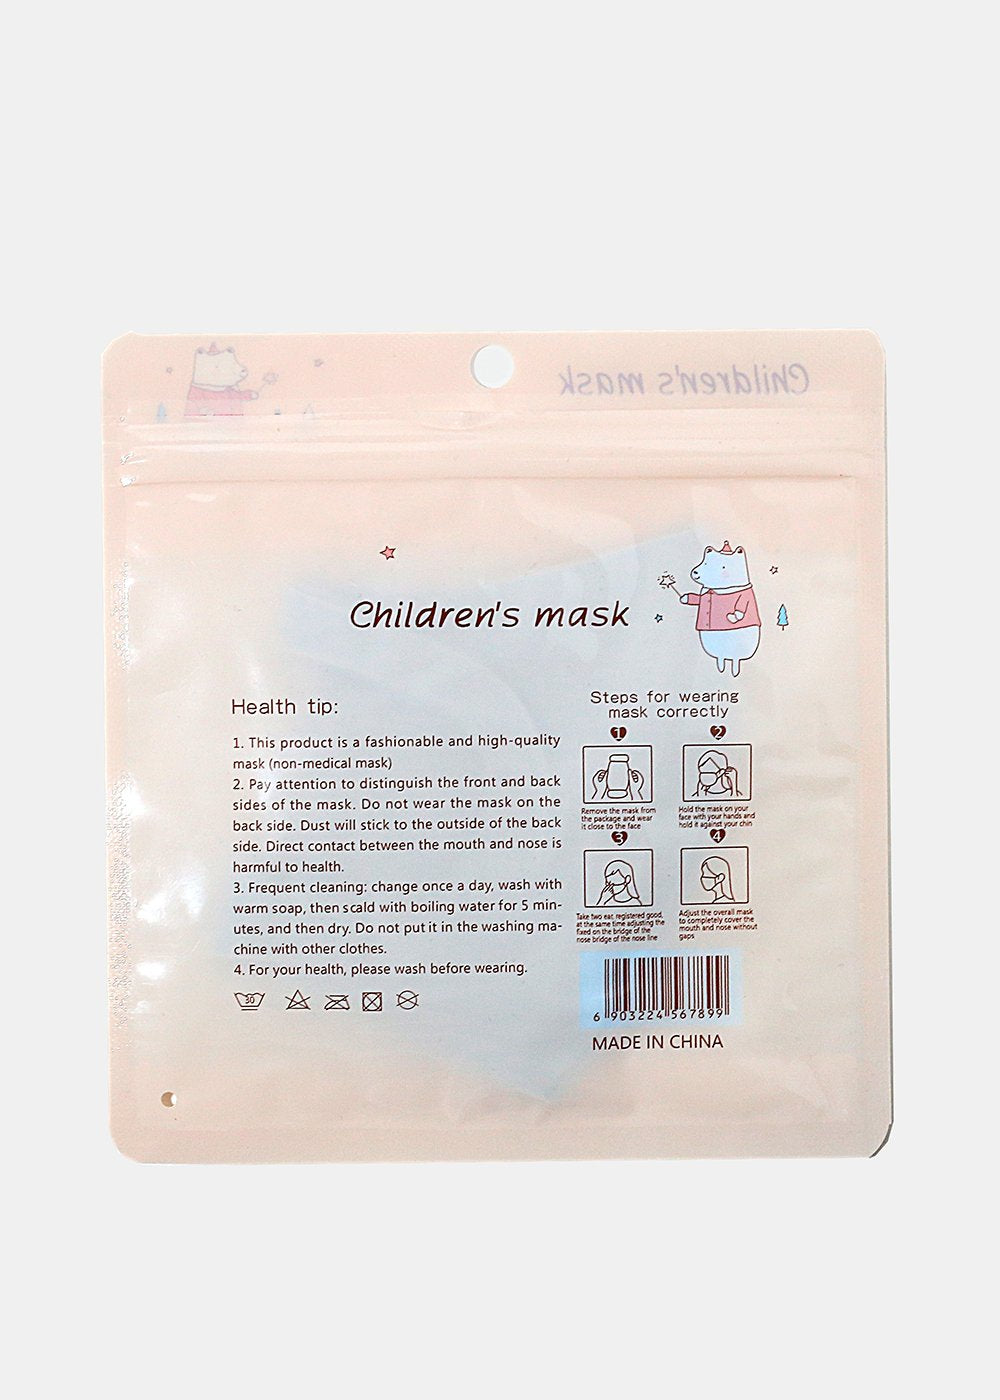 Children's mask
Children's mask
Health tip:
1. This product is a fashionable and high-quality
mask (non-medical mask)
2. Pay attention to distinguish the front and back
sides of the mask. Do not wear the mask on the
back side. Dust will stick to the outside of the back
side. Direct contact between the mouth and nose is
harmful to health.
3. Frequent cleaning: change once a day, wash with
warm soap, then scald with boiling water for 5 min-
utes, and then dry. Do not put it in the washing ma-
chine with other clothes.
4. For your health, please wash before wearing.
30
Steps for wearing
mask correctly
1
Remove the mask from
the package and wear
it close to the face
2
Hold the mask on your
face with your hands and
hold it against your chin
3
Take two eat, registered good,
at the same time adjusting the
fixed on the bridge of the
nose bridge of the nose line
4
Adjust the overall mask
to completely cover the
mouth and nose without
gaps
6 903224 567899
MADE IN CHINA